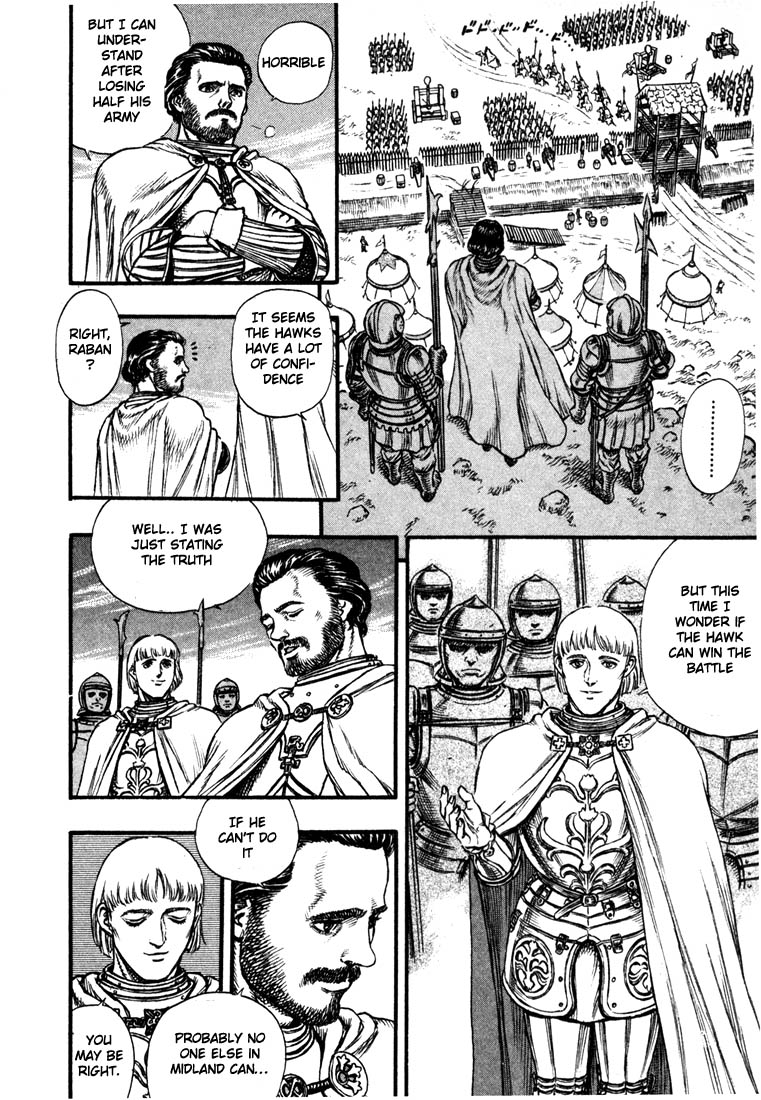 ドドド・ド・・
..........
HORRIBLE
BUT I CAN
UNDER-
STAND
AFTER
LOSING
HALF HIS
ARMY
IT SEEMS
THE HAWKS
HAVE A LOT
OF CONFI-
DENCE
RIGHT,
RABAN
?
BUT THIS
TIME I
WONDER IF
THE HAWK
CAN WIN THE
BATTLE
WELL.. I WAS
JUST STATING
THE TRUTH
IF HE
CAN'T DO
IT
PROBABLY NO
ONE ELSE IN
MIDLAND CAN...
YOU
MAY BE
RIGHT.